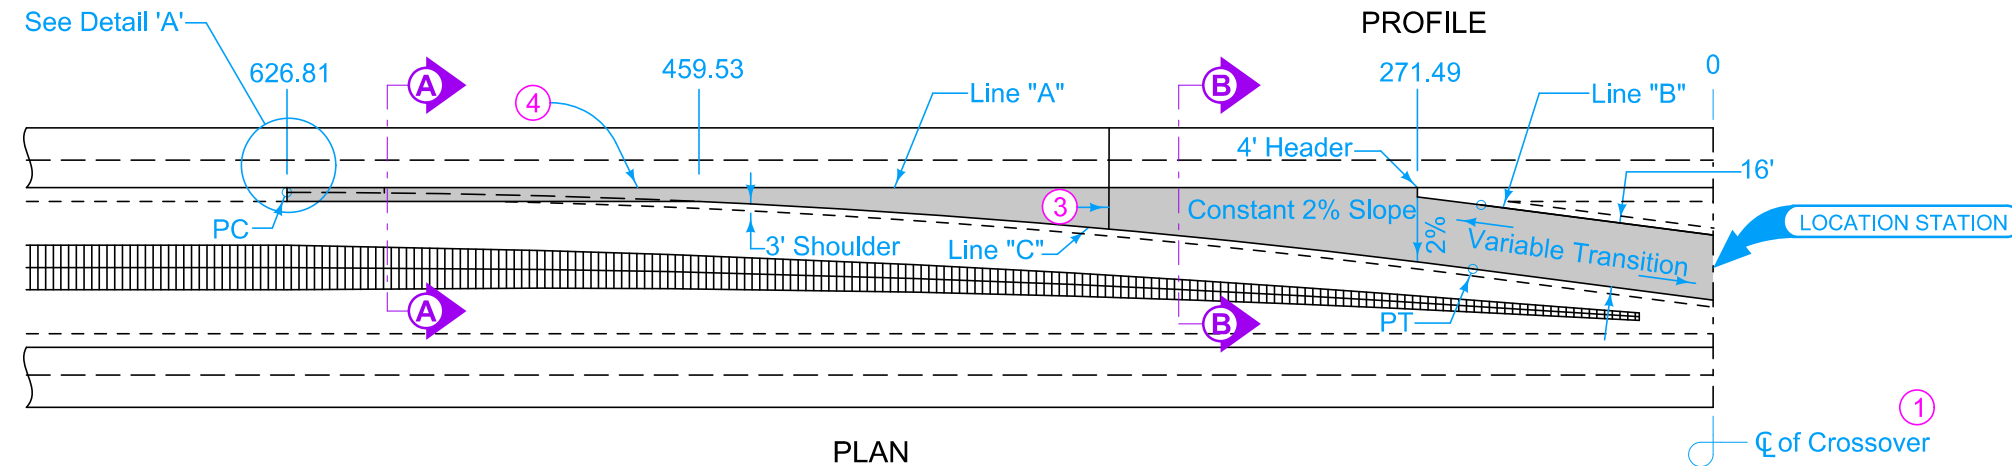 See Detail 'A'
PROFILE
626.81
459.53
271.49
0
A
B
4
Line "A"
Line "B"
4' Header
16'
3
Constant 2% Slope
PC
2%
LOCATION STATION
3' Shoulder
Line "C"
Variable Transition
A
B
PT
1
PLAN
℄ of Crossover